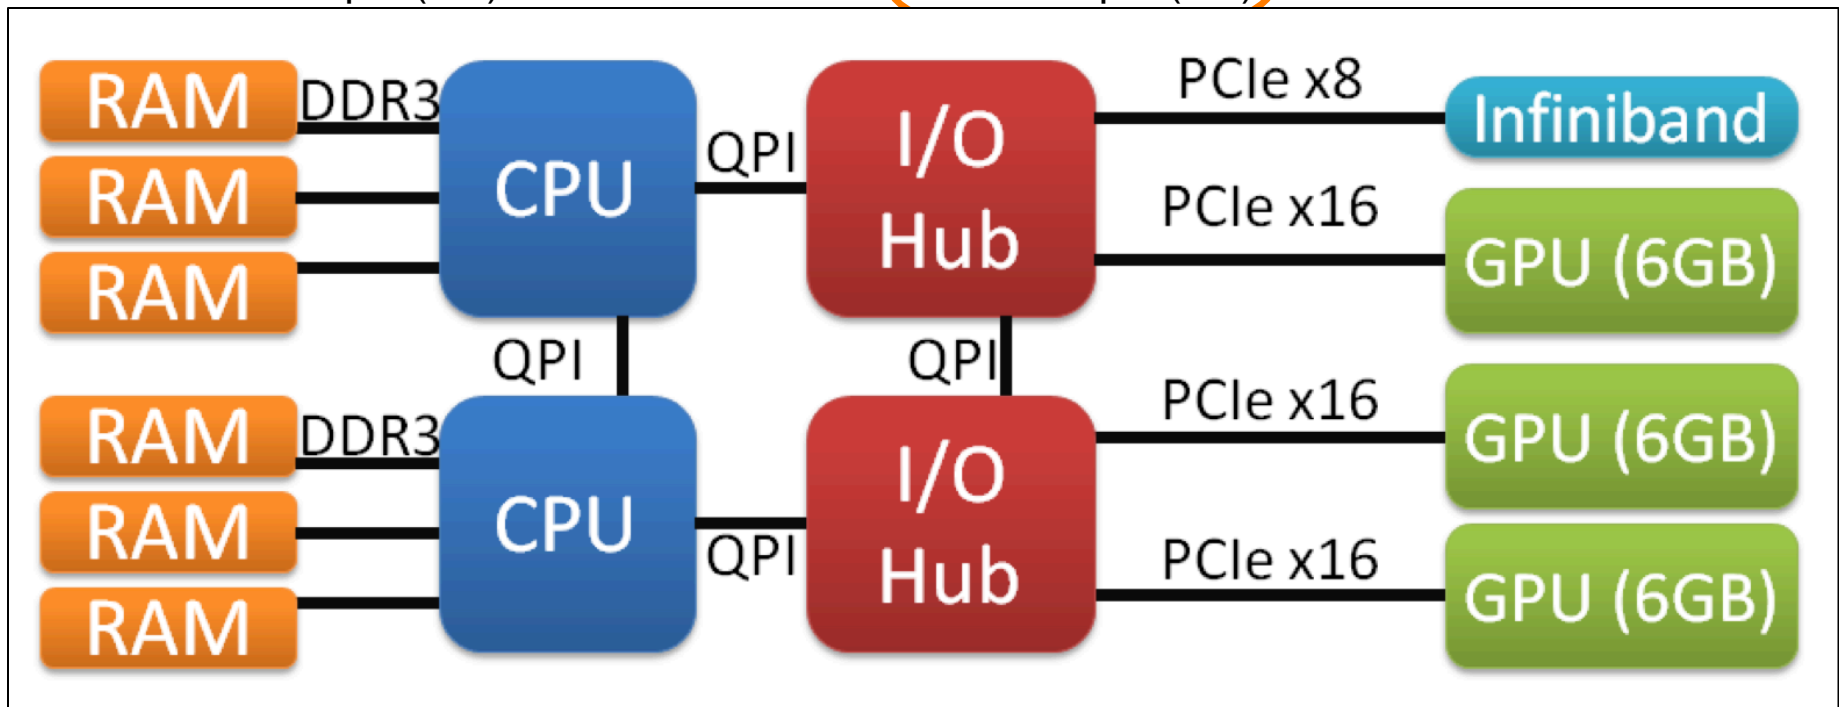 RAM DDR3
CPU
QPI
I/O
Hub
PCIe x8
Infiniband
RAM
PCIe x16
GPU (6GB)
RAM
QPI
QPI
RAM DDR3
CPU
QPI
I/O
Hub
PCIe x16
GPU (6GB)
RAM
PCIe x16
GPU (6GB)
RAM